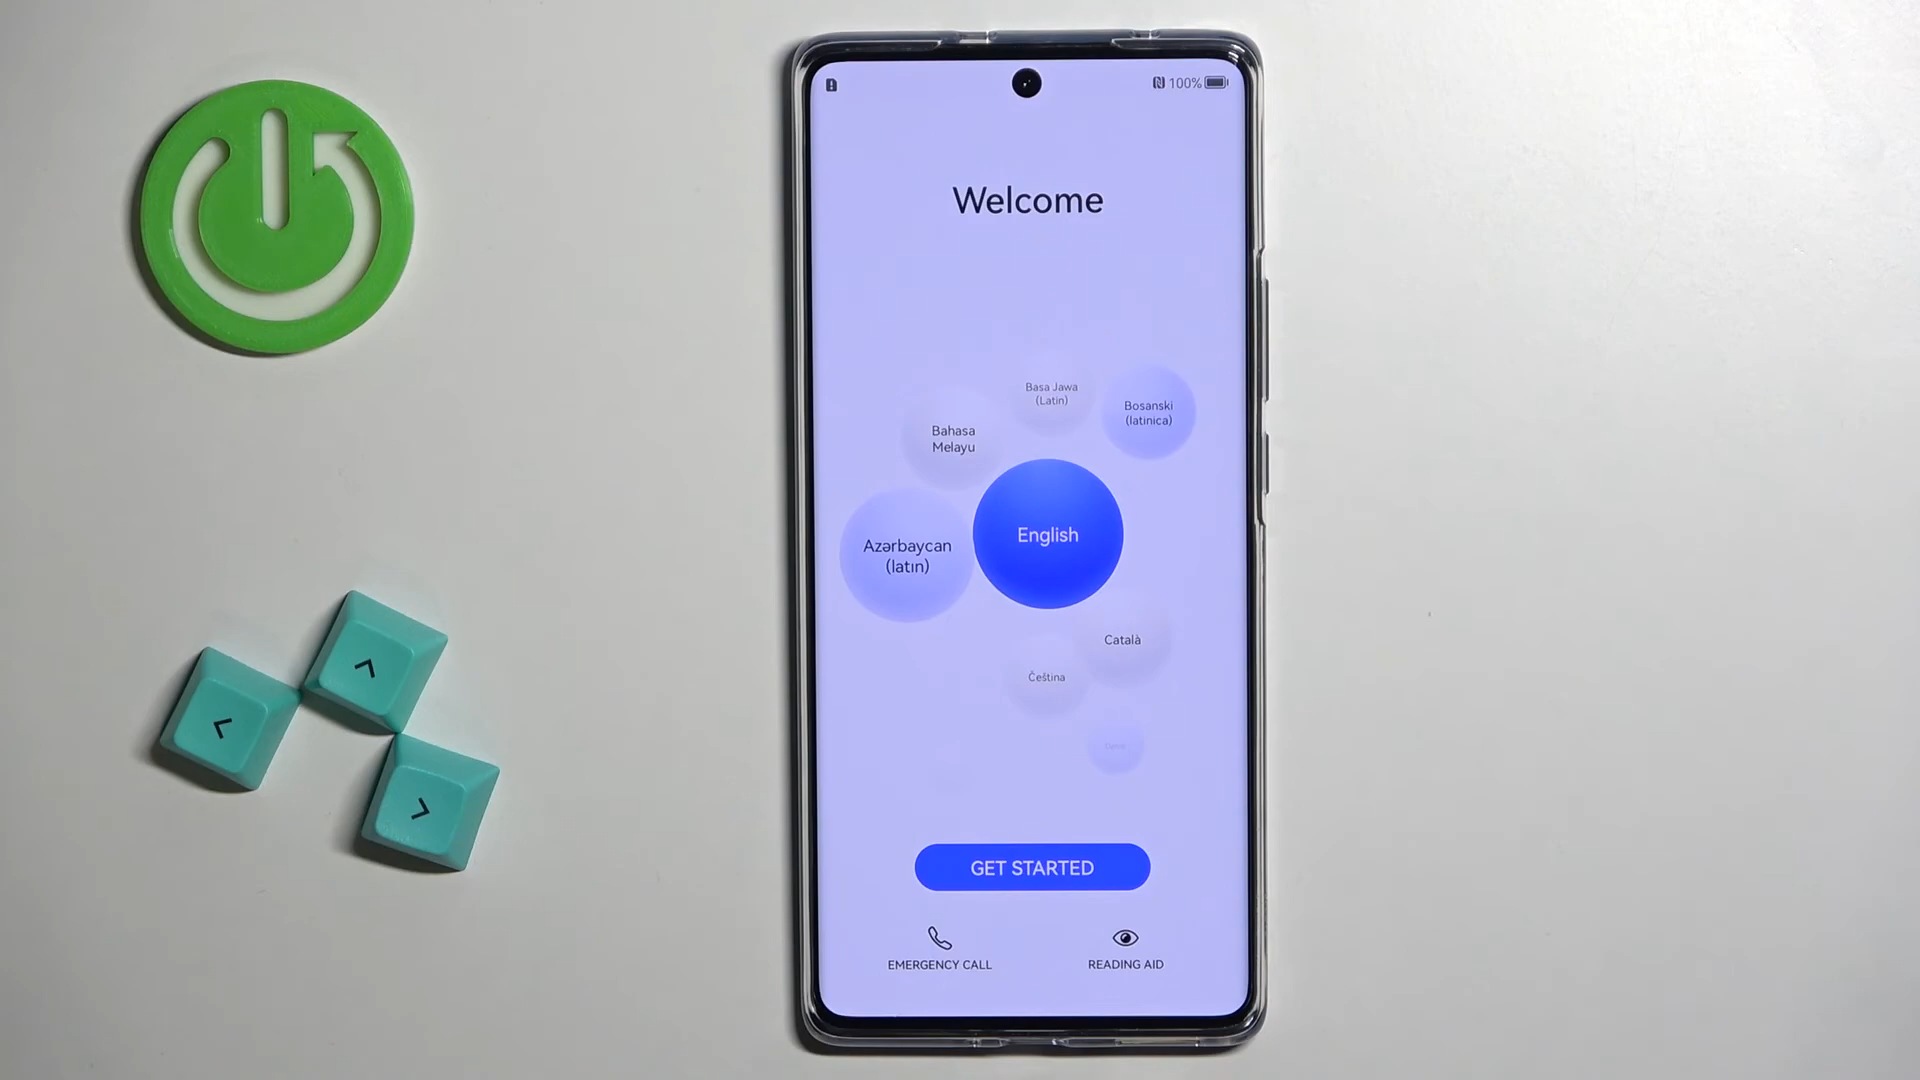 100%
Welcome
Basa Jawa
(Latin)
Bosanski
(latinica)
Bahasa
Melayu
English
Azərbaycan
(latın)
Català
Čeština
GET STARTED
EMERGENCY CALL
READING AID